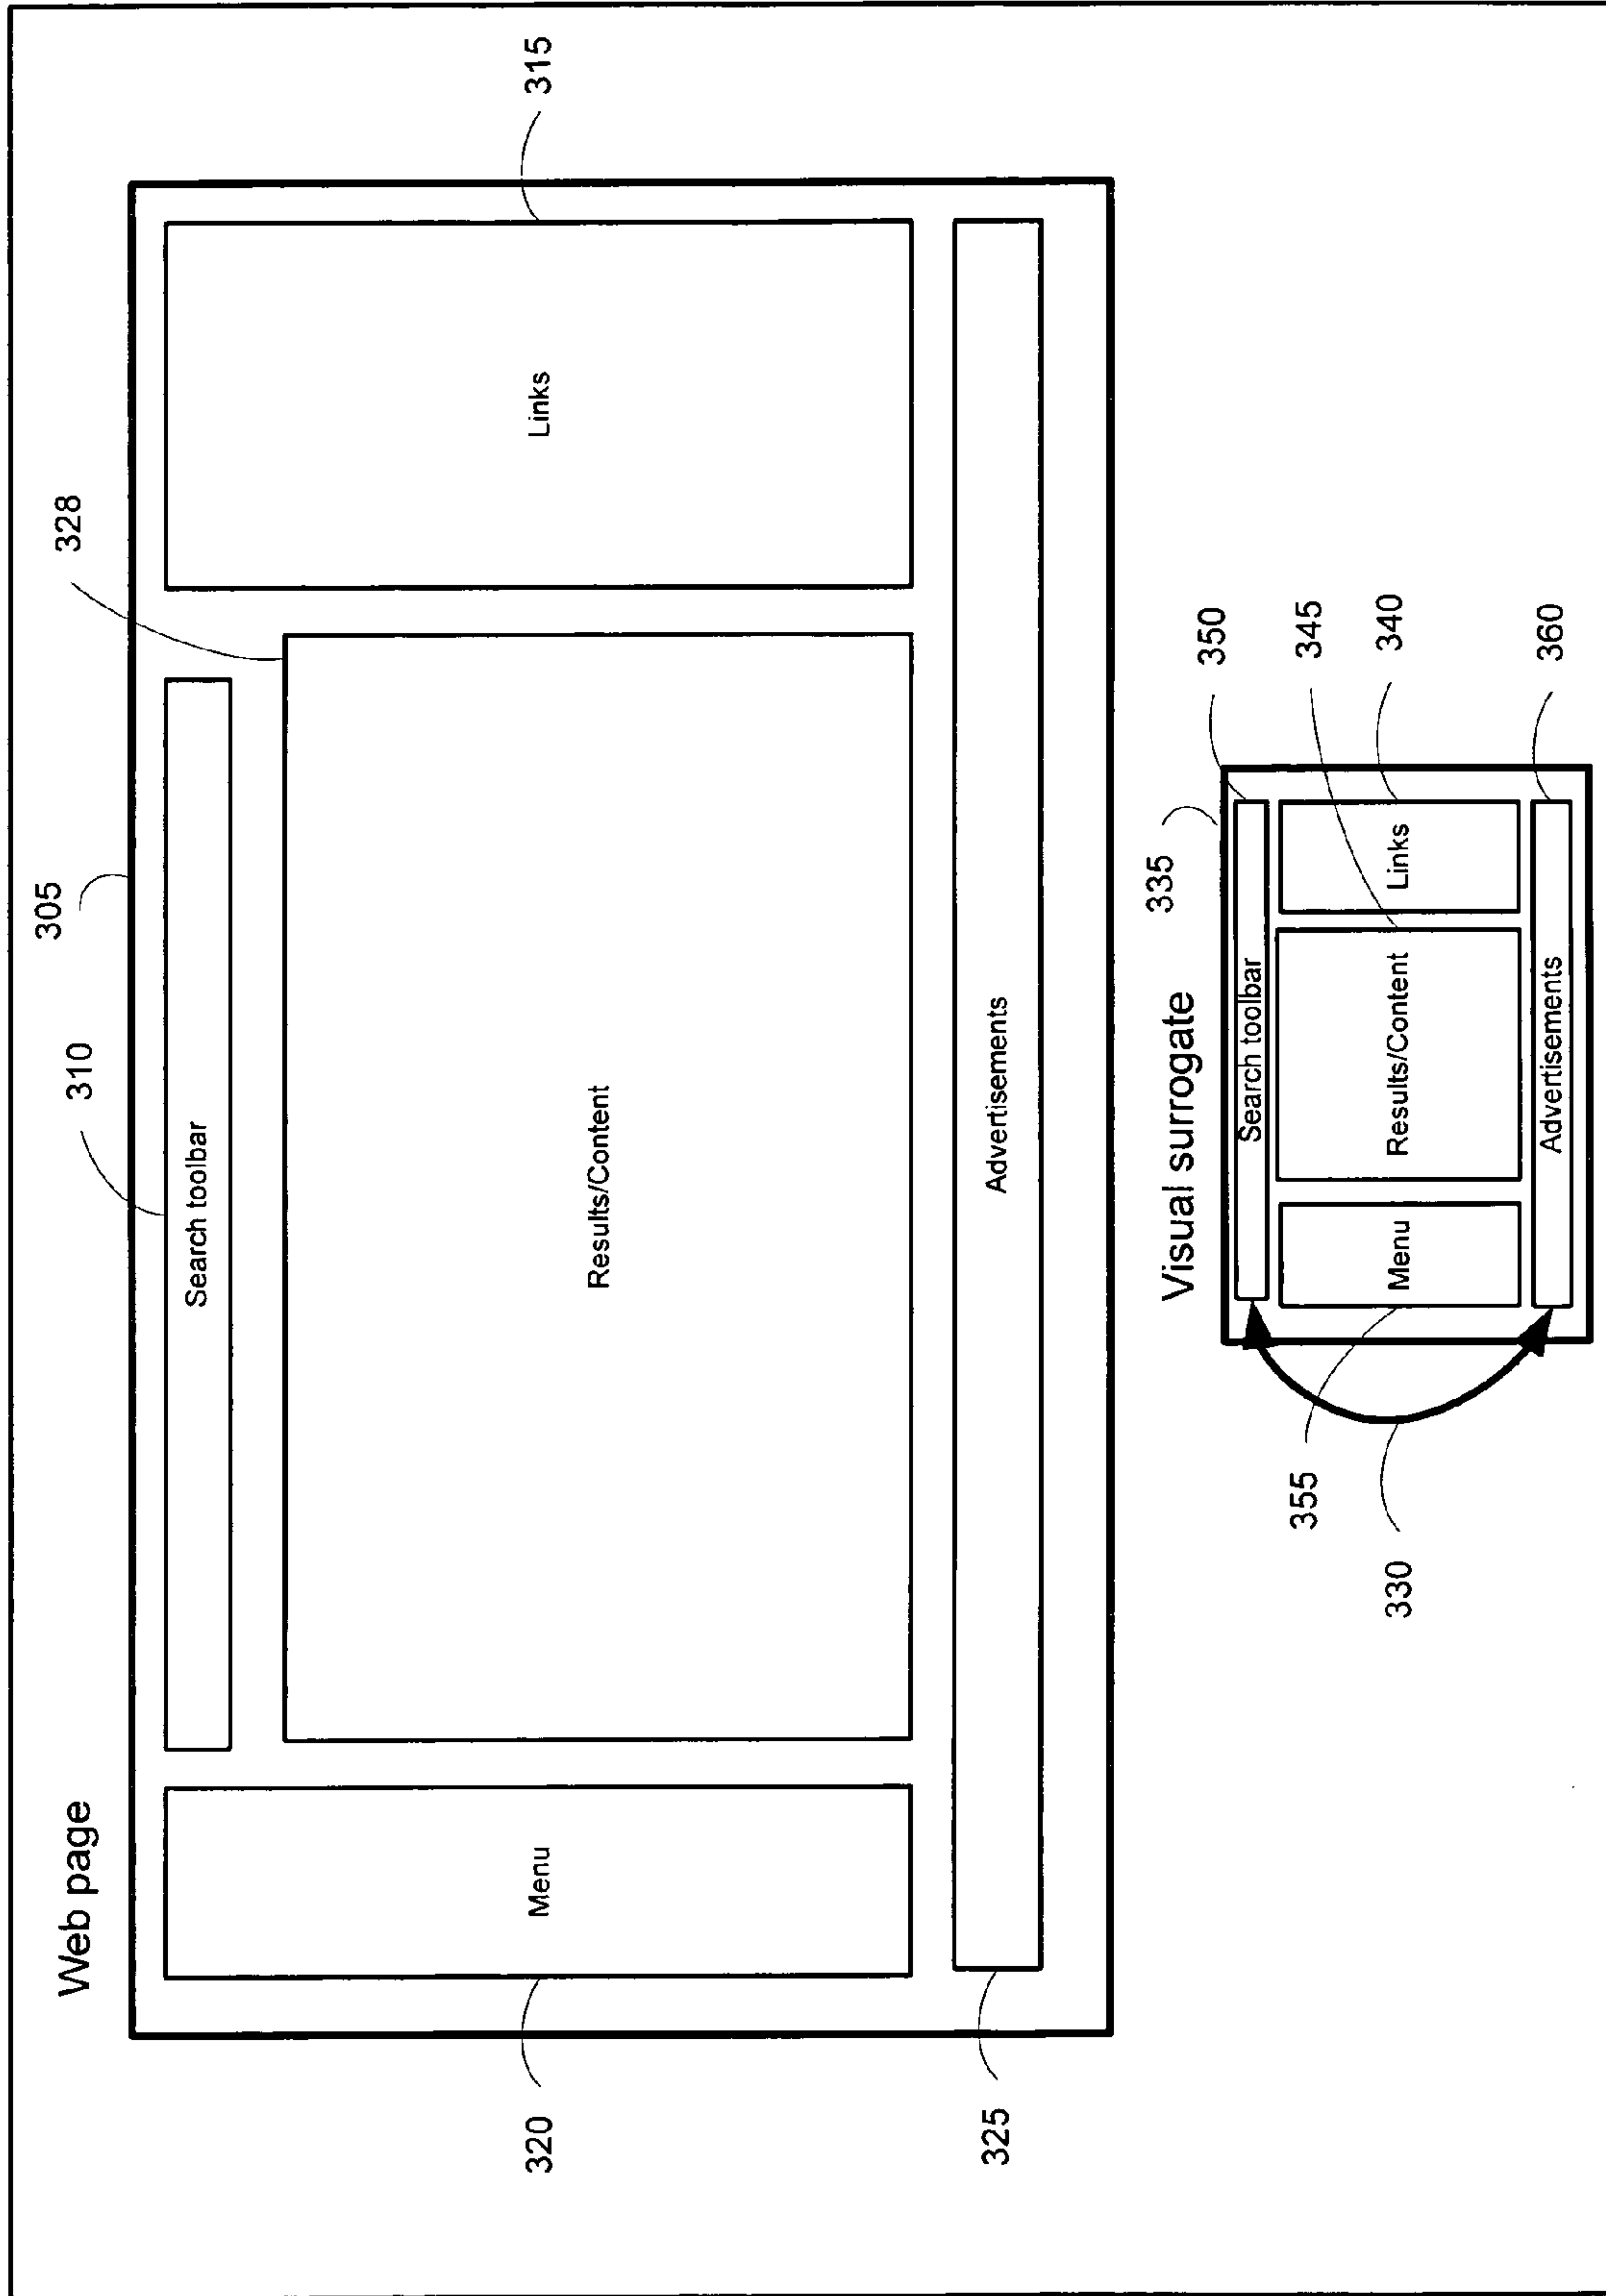 Web page
305
310
328
315
Search toolbar
Menu
Results/Content
Links
320
Advertisements
325
Visual surrogate
335
350
Search toolbar
345
Menu
Results/Content
Links
340
355
Advertisements
360
330